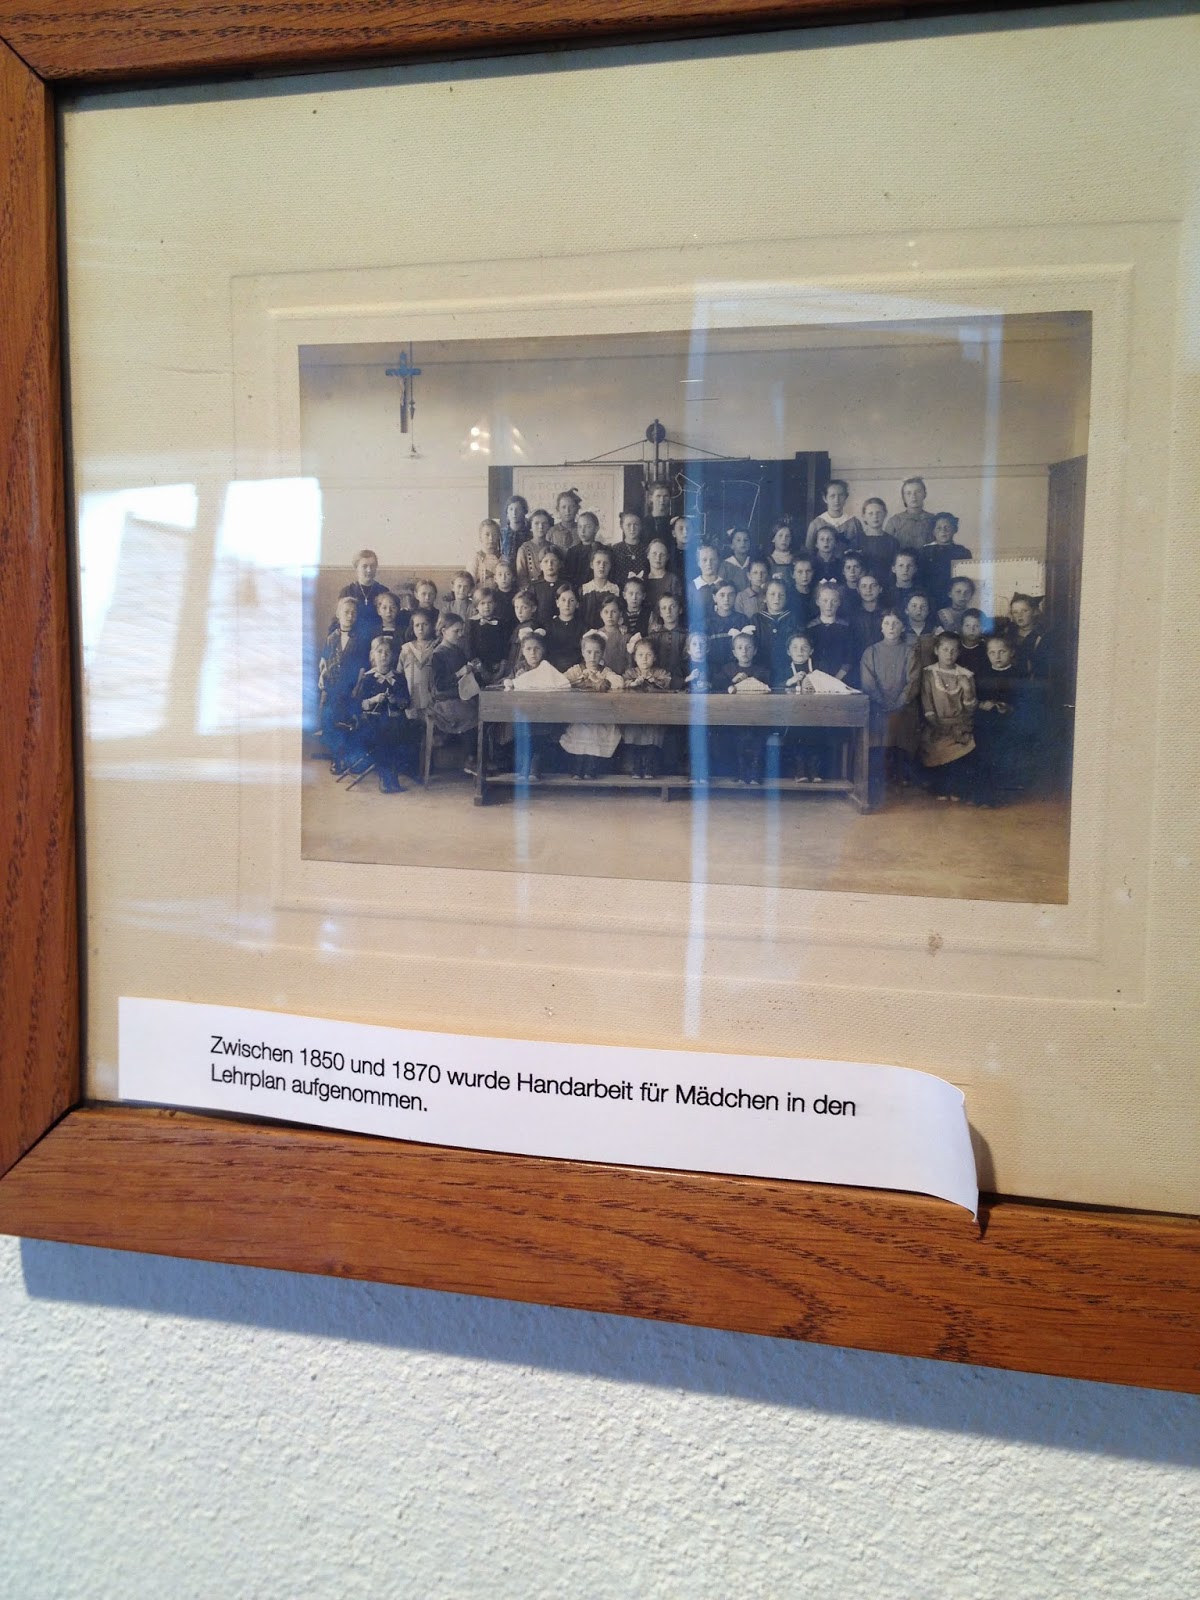 Zwischen 1850 und 1870 wurde Handarbeit für Mädchen in den
Lehrplan aufgenommen.